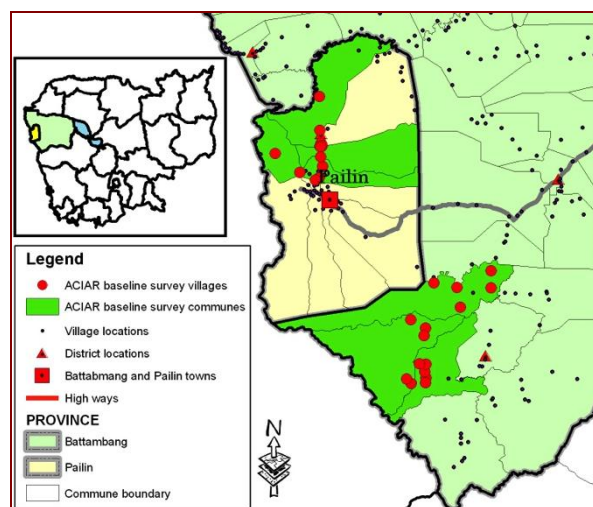 Pailin
Legend
ACIAR baseline survey villages
ACIAR baseline survey communes
Village locations
District locations
Battabmang and Pailin towns
High ways
PROVINCE
Battambang
Pailin
Commune boundary
N